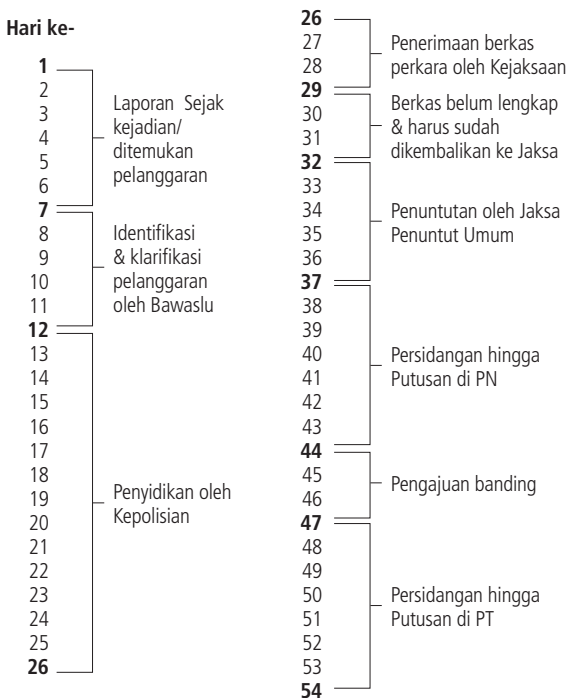 Hari ke-
1
2
3
4
5
6
7
Laporan Sejak
kejadian/
ditemukan
pelanggaran
8
9
10
11
12
Identifikasi
& klarifikasi
pelanggaran
oleh Bawaslu
13
14
15
16
17
18
19
20
21
22
23
24
25
26
Penyidikan oleh
Kepolisian
26
27
28
29
Penerimaan berkas
perkara oleh Kejaksaan
30
31
32
Berkas belum lengkap
& harus sudah
dikembalikan ke Jaksa
33
34
35
36
37
Penuntutan oleh Jaksa
Penuntut Umum
38
39
40
41
42
43
44
Persidangan hingga
Putusan di PN
45
46
47
Pengajuan banding
48
49
50
51
52
53
54
Persidangan hingga
Putusan di PT